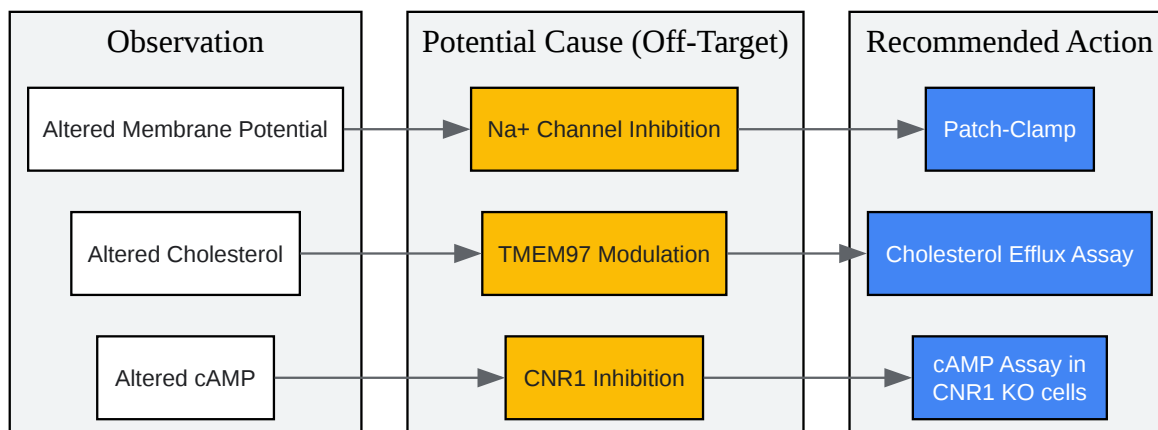 Observation
Potential Cause (Off-Target)
Recommended Action
Altered Membrane Potential
Na+ Channel Inhibition
Patch-Clamp
Altered Cholesterol
TMEM97 Modulation
Cholesterol Efflux Assay
Altered cAMP
CNR1 Inhibition
cAMP Assay in
CNR1 KO cells